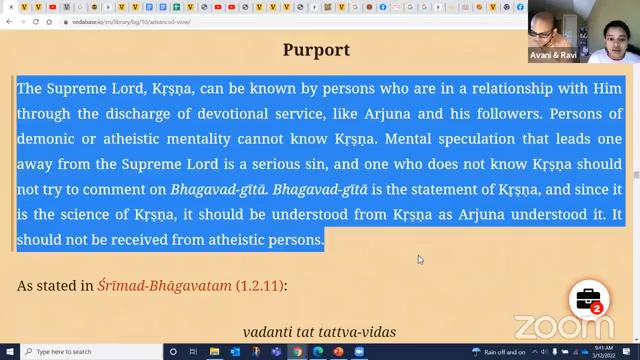 vedabase.io/en/library/bg/10/advanced-view/
Avani & Ravi
Purport
The Supreme Lord, Kṛṣṇa, can be known by persons who are in a relationship with Him
through the discharge of devotional service, like Arjuna and his followers. Persons of
demonic or atheistic mentality cannot know Kṛṣṇa. Mental speculation that leads one
away from the Supreme Lord is a serious sin, and one who does not know Kṛṣṇa should
not try to comment on Bhagavad-gītā. Bhagavad-gītā is the statement of Kṛṣṇa, and since
it is the science of Kṛṣṇa, it should be understood from Kṛṣṇa as Arjuna understood it. It
should not be received from atheistic persons.
As stated in Śrīmad-Bhāgavatam (1.2.11):
2
zoom
vadanti tat tattva-vidas
Type here to search
Rain off and on
9:41 AM
3/12/2022